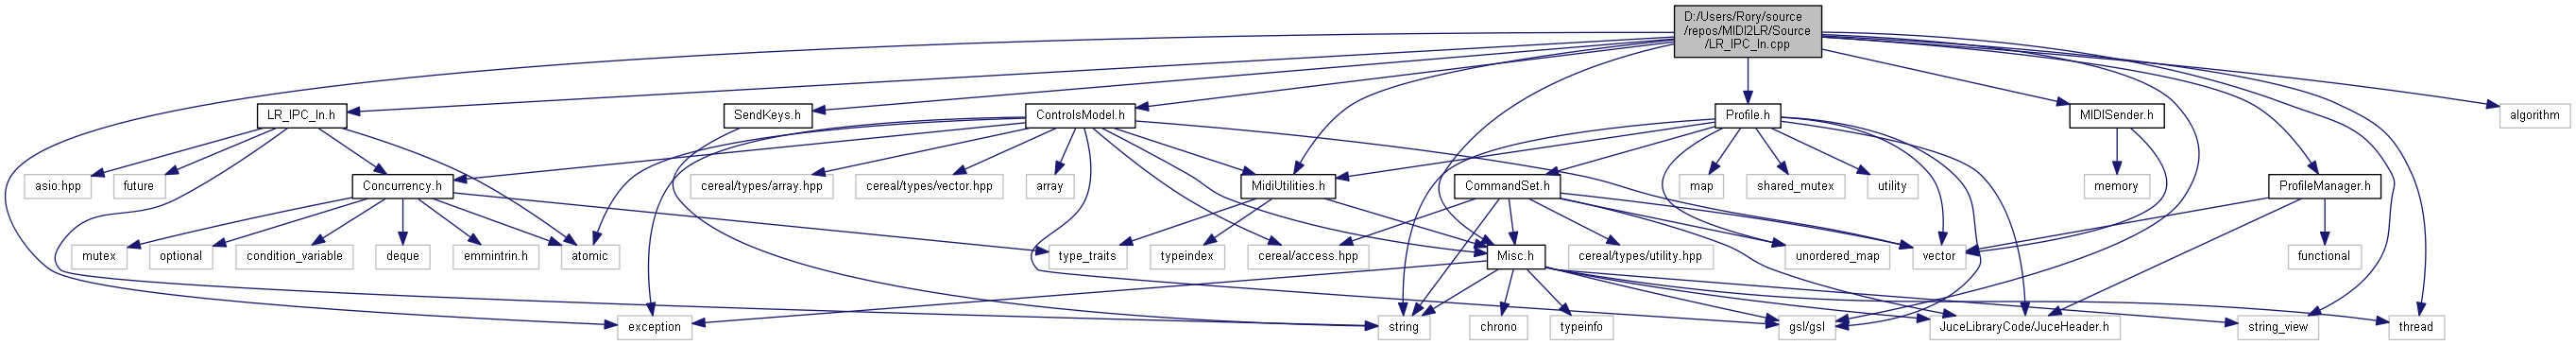 D:/Users/Rory/source
/repos/MIDI2LR/Source
/LR_IPC_In.cpp
LR_IPC_In.h
SendKeys.h
ControlsModel.h
Profile.h
MIDISender.h
algorithm
asio.hpp
future
Concurrency.h
cereal/types/array.hpp
cereal/types/vector.hpp
array
MidiUtilities.h
CommandSet.h
map
shared_mutex
utility
memory
ProfileManager.h
mutex
optional
condition_variable
deque
emmintrin.h
atomic
type_traits
typeindex
cereal/access.hpp
Misc.h
cereal/types/utility.hpp
unordered_map
vector
functional
exception
string
chrono
typeinfo
gsl/gsl
JuceLibraryCode/JuceHeader.h
string_view
thread